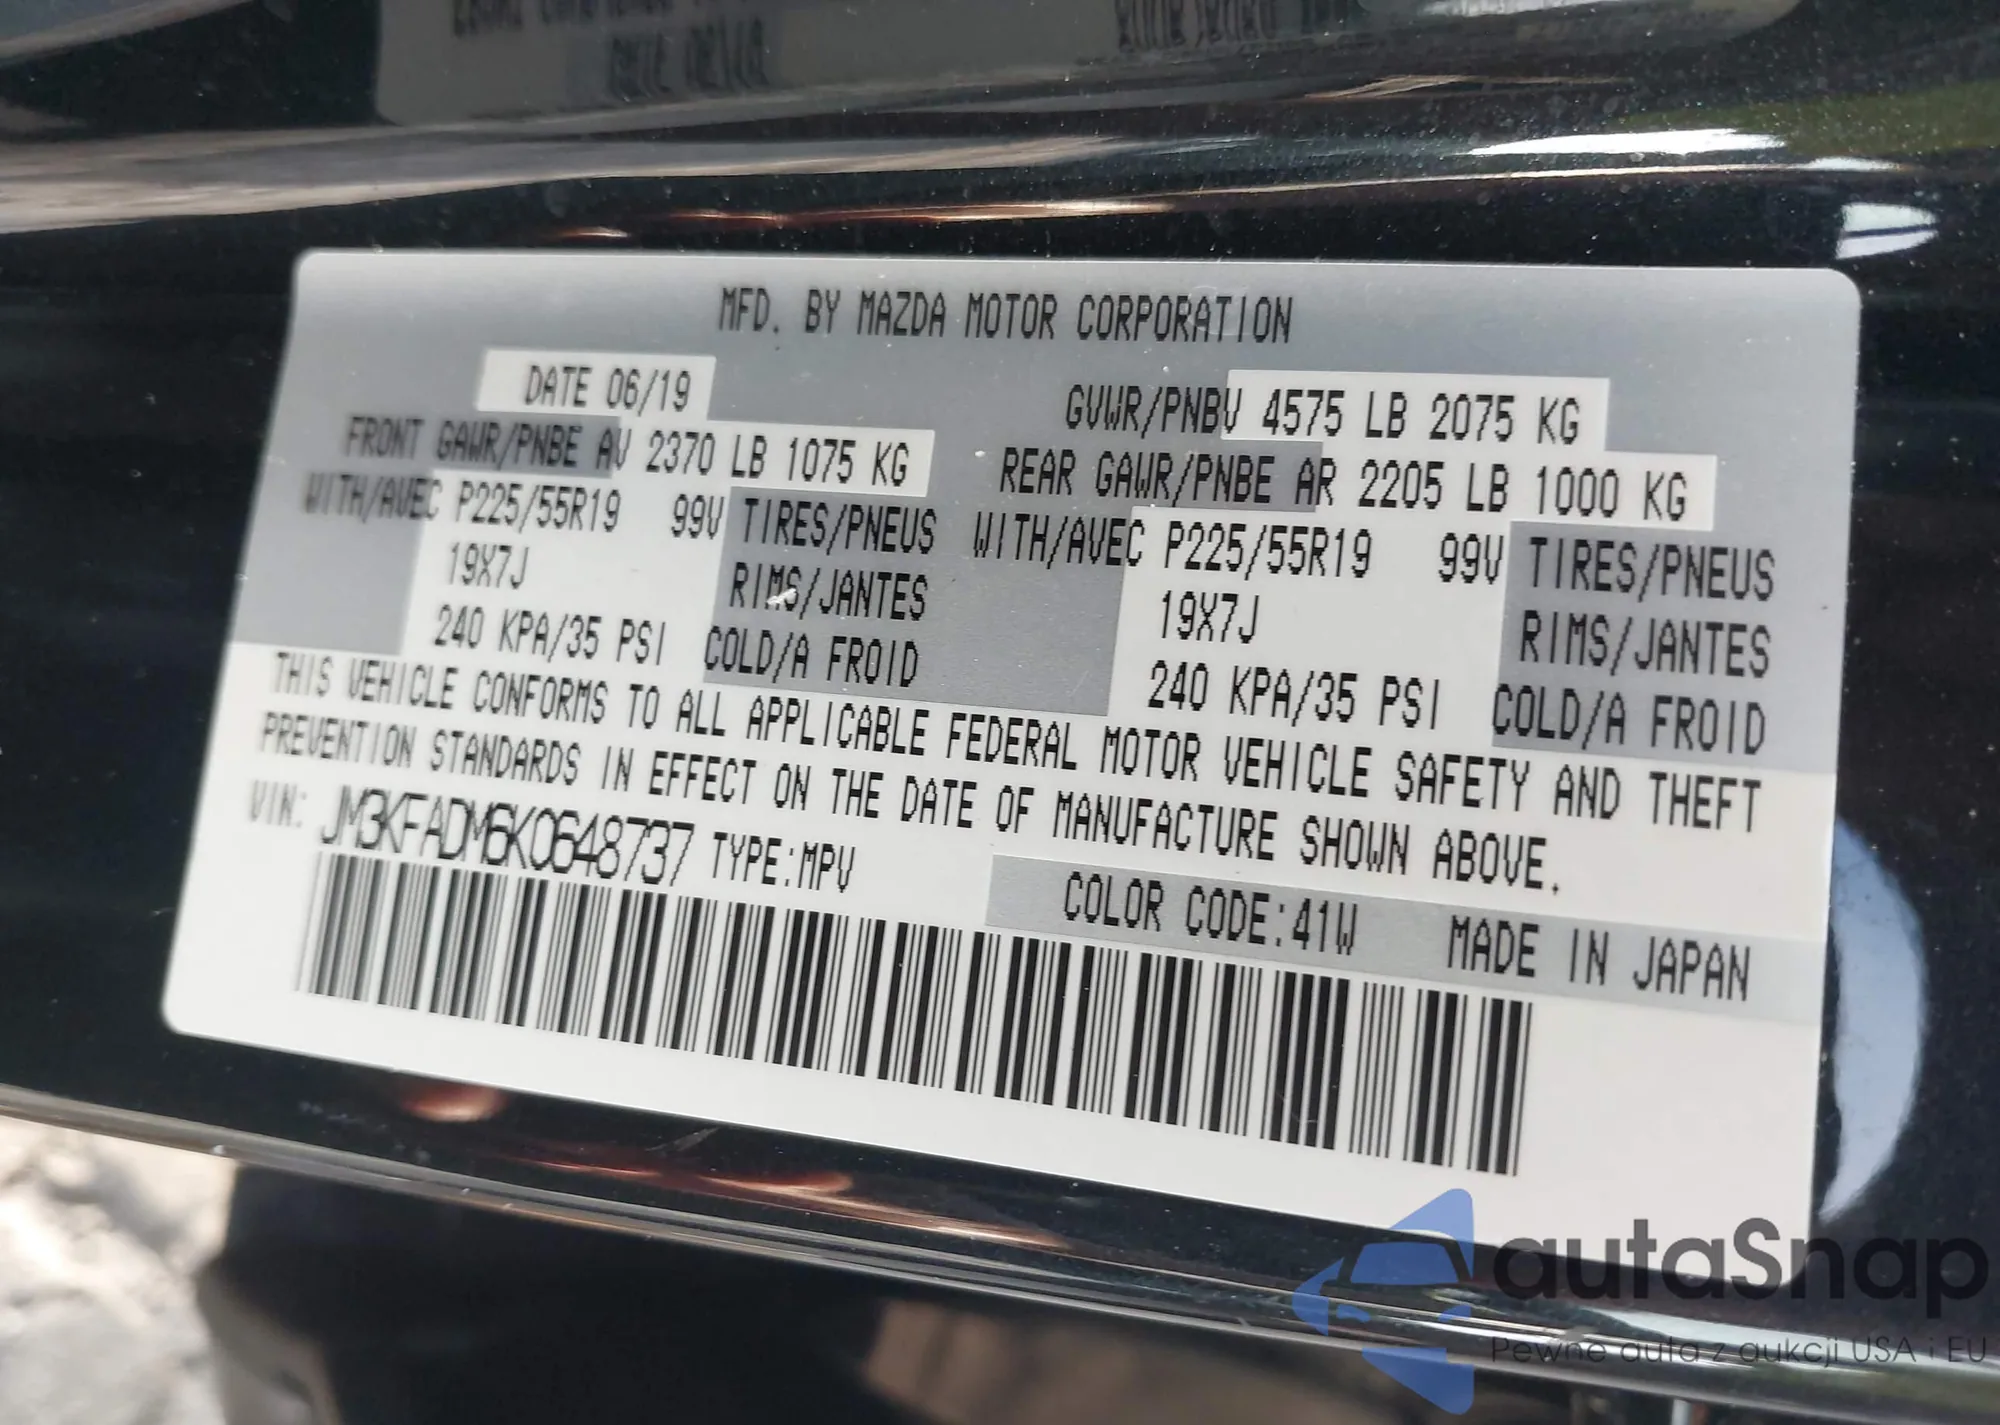 MFD. BY MAZDA MOTOR CORPORATION
DATE 06/19 GVWR/PNBV 4575 LB 2075 KG
FRONT GAWR/PNBE AV 2370 LB 1075 KG REAR GAWR/PNBE AR 2205 LB 1000 KG
WITH/AVEC P225/55R19 99V TIRES/PNEUS WITH/AVEC P225/55R19 99V TIRES/PNEUS
19X7J RIMS/JANTES 19X7J RIMS/JANTES
240 KPA/35 PSI COLD/A FROID 240 KPA/35 PSI COLD/A FROID
THIS VEHICLE CONFORMS TO ALL APPLICABLE FEDERAL MOTOR VEHICLE SAFETY AND THEFT
PREVENTION STANDARDS IN EFFECT ON THE DATE OF MANUFACTURE SHOWN ABOVE.
VIN: JM3KFADM6K0648737 TYPE:MPV
COLOR CODE:41W MADE IN JAPAN
autaSnap
Pewne auta z aukcji USA i EU